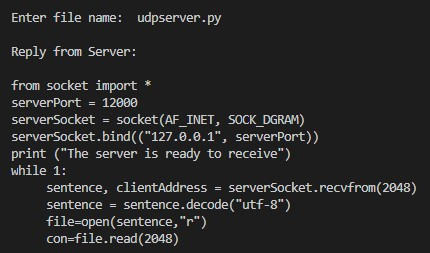 Enter file name:  udpserver.py
Reply from Server:
from socket import *
serverPort = 12000
serverSocket = socket(AF_INET, SOCK_DGRAM)
serverSocket.bind(("127.0.0.1", serverPort))
print ("The server is ready to receive")
while 1:
     sentence, clientAddress = serverSocket.recvfrom(2048)
     sentence = sentence.decode("utf-8")
     file=open(sentence,"r")
     con=file.read(2048)